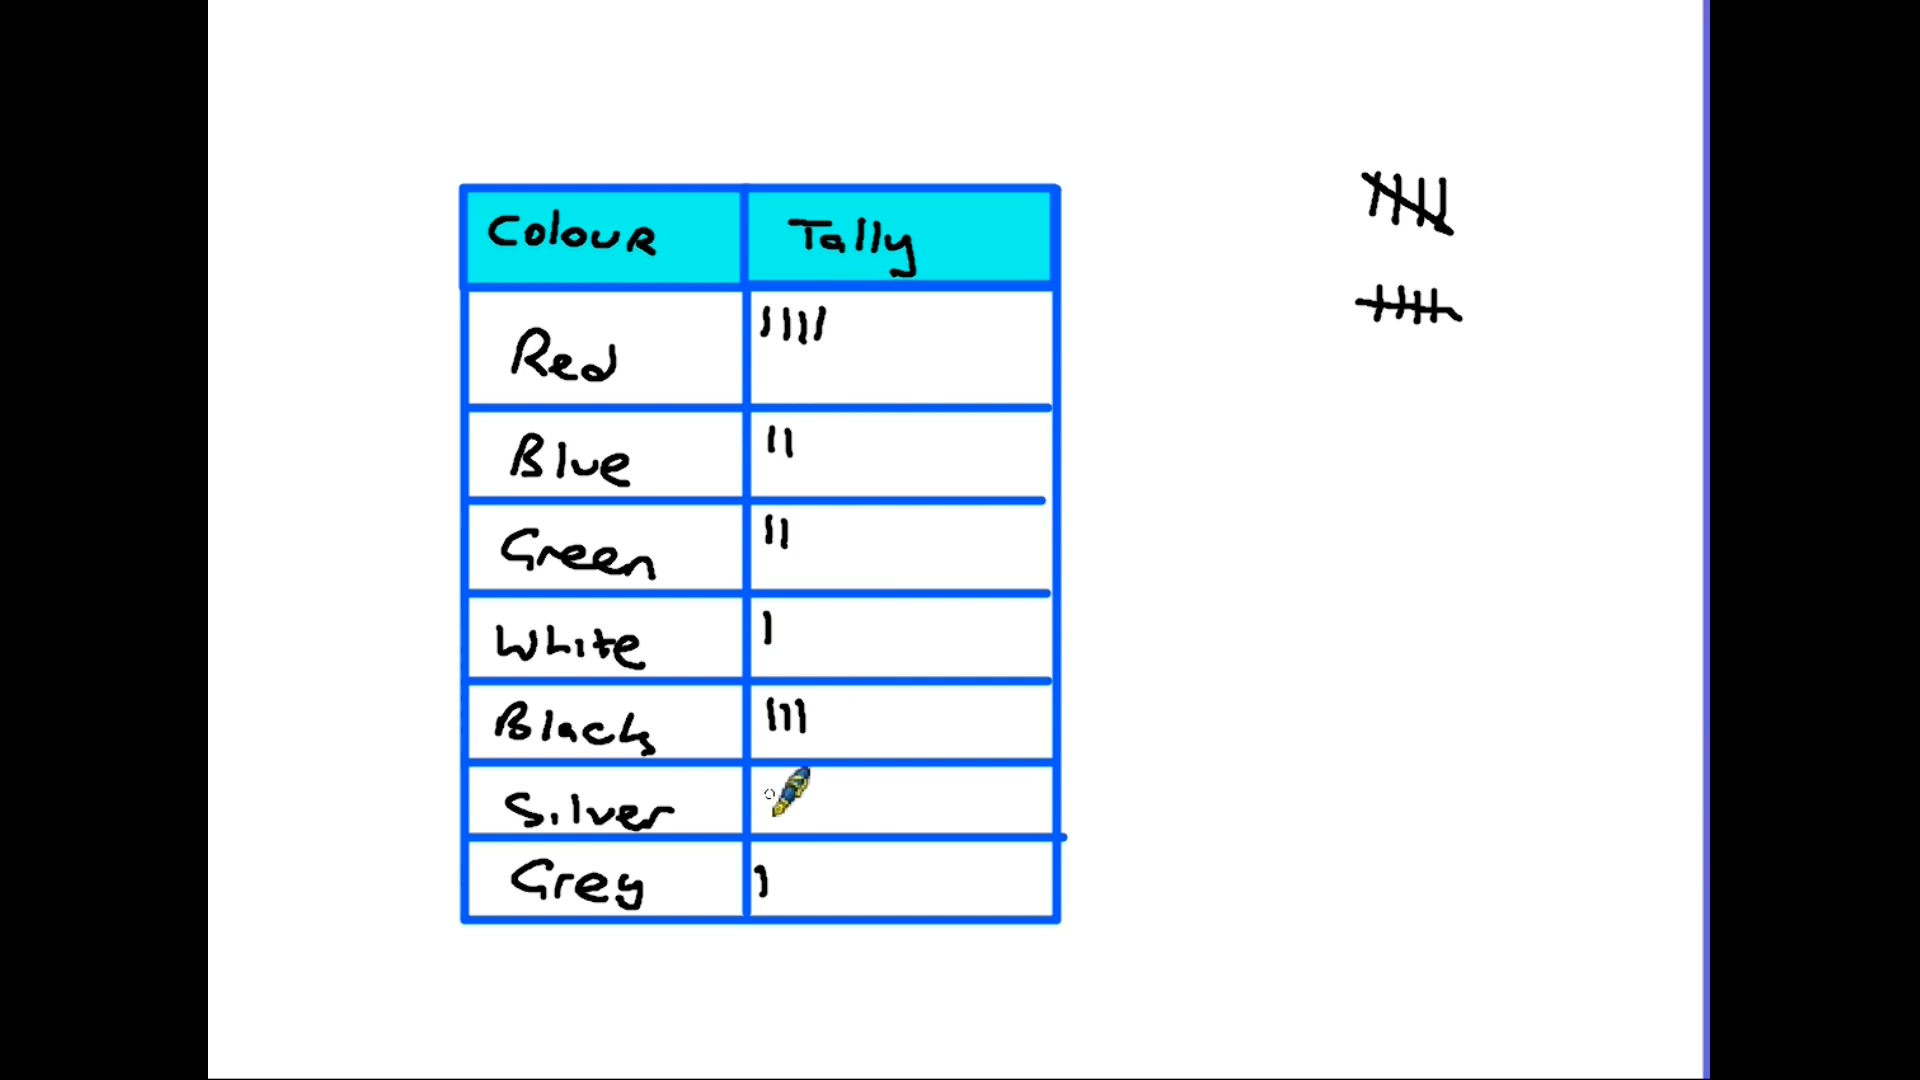 Colour Tally
Red ||||
Blue ||
Green ||
White |
Black |||
Silver
Grey |